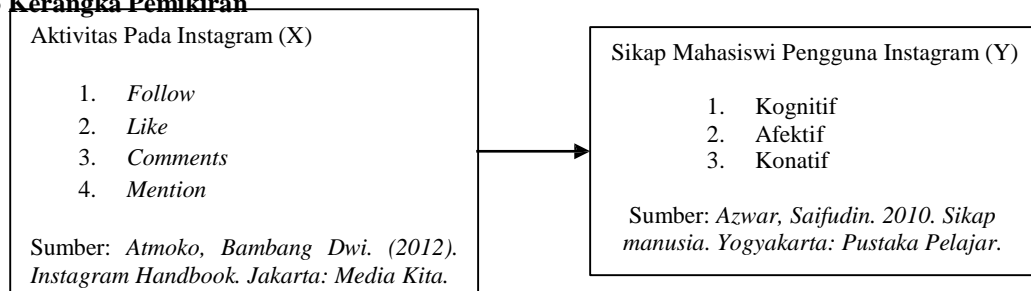 Kerangka Pemikiran
Aktivitas Pada Instagram (X)
1. Follow
2. Like
3. Comments
4. Mention
Sumber: Atmoko, Bambang Dwi. (2012).
Instagram Handbook. Jakarta: Media Kita.
Sikap Mahasiswi Pengguna Instagram (Y)
1. Kognitif
2. Afektif
3. Konatif
Sumber: Azwar, Saifudin. 2010. Sikap
manusia. Yogyakarta: Pustaka Pelajar.